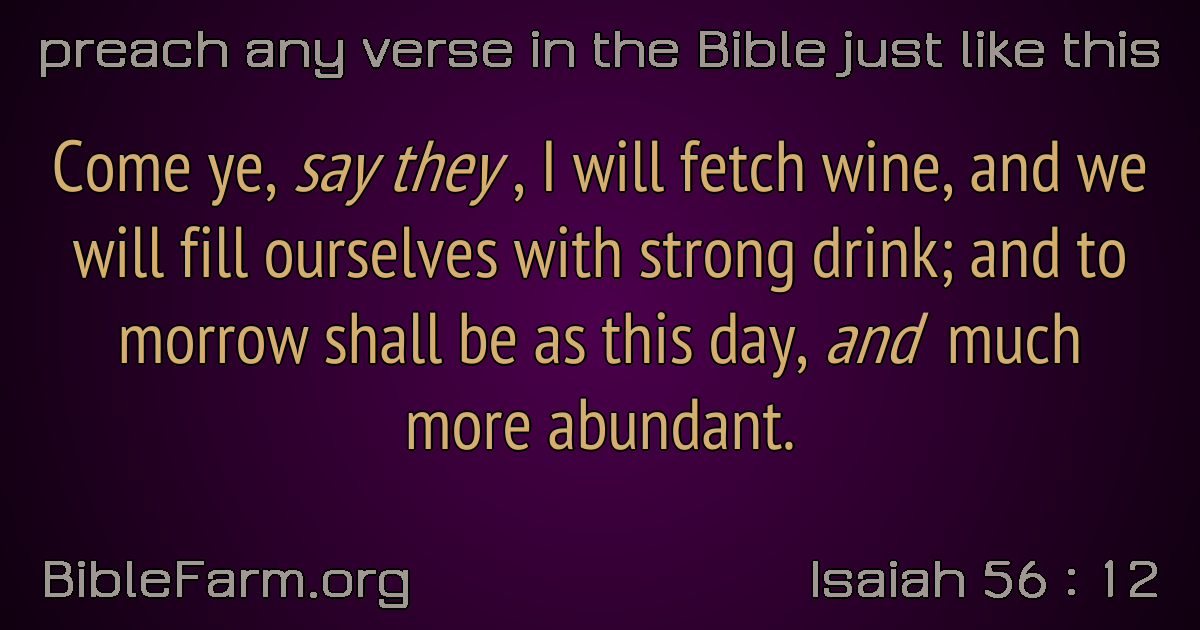 preach any verse in the Bible just like this
Come ye, say they , I will fetch wine, and we
will fill ourselves with strong drink; and to
morrow shall be as this day, and much
more abundant.
BibleFarm.org
Isaiah 56 : 12